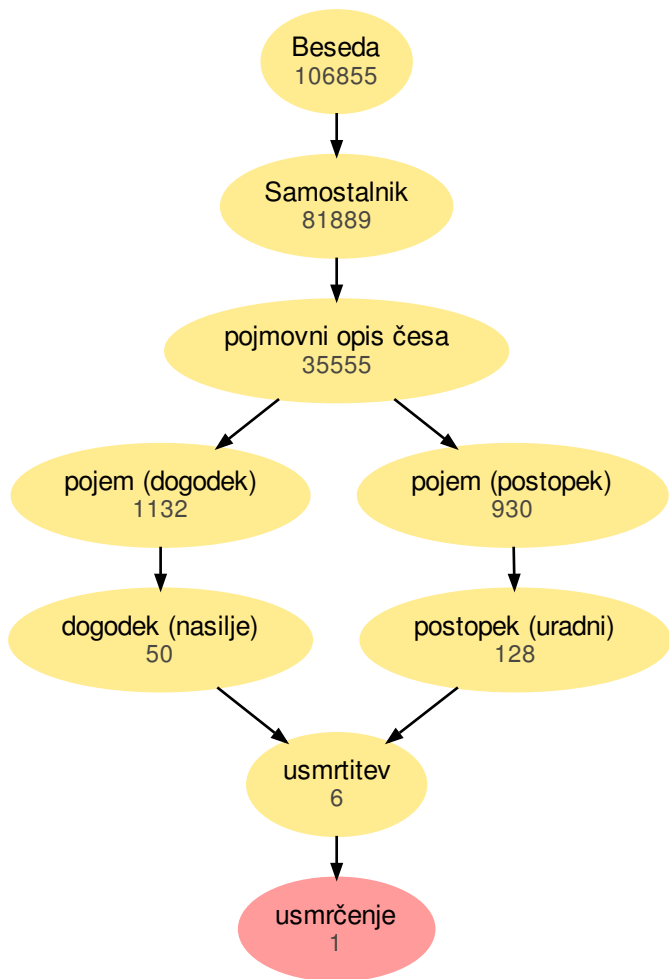 Beseda
106855
Samostalnik
81889
pojmovni opis česa
35555
pojem (dogodek)
1132
pojem (postopek)
930
dogodek (nasilje)
50
postopek (uradni)
128
usmrtitev
6
usmrčenje
1